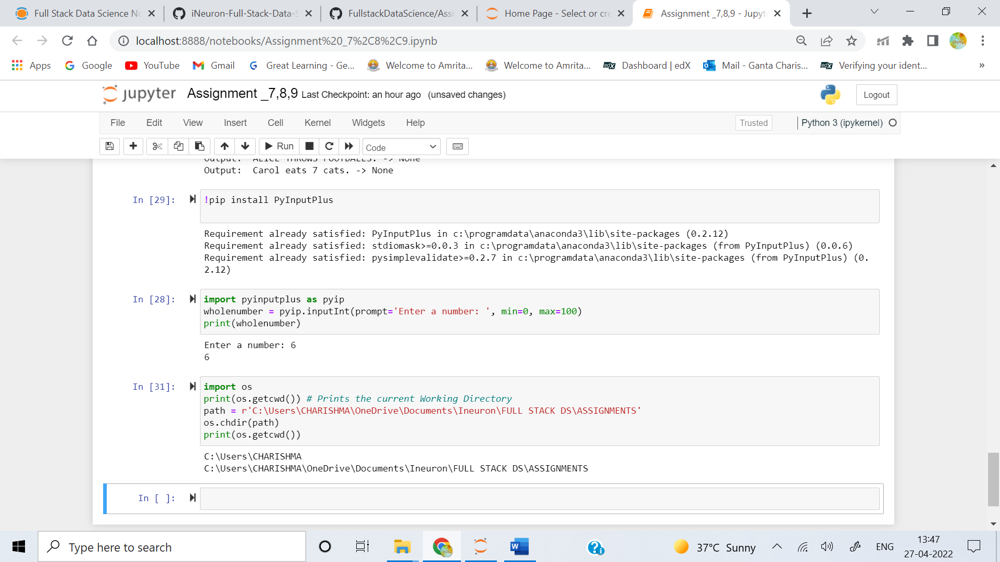 Full Stack Data Science Nc
iNeuron-Full-Stack-Data-S
FullstackDataScience/Assi
Home Page - Select or cre
Assignment _7,8,9 - Jupyt
localhost:8888/notebooks/Assignment%20_7%2C8%2C9.ipynb
Apps Google YouTube Gmail Great Learning - Ge... Welcome to Amrita... Welcome to Amrita... edX Dashboard | edX Mail - Ganta Charis... edX Verifying your ident... »
jupyter Assignment _7,8,9 Last Checkpoint: an hour ago (unsaved changes) Logout
File Edit View Insert Cell Kernel Widgets Help Trusted Python 3 (ipykernel)
Run Code
Output:  ALICE THROWS FOOTBALLS. -> None
Output:  Carol eats 7 cats. -> None
In [29]: !pip install PyInputPlus
Requirement already satisfied: PyInputPlus in c:\programdata\anaconda3\lib\site-packages (0.2.12)
Requirement already satisfied: stdiomask>=0.0.3 in c:\programdata\anaconda3\lib\site-packages (from PyInputPlus) (0.0.6)
Requirement already satisfied: pysimplevalidate>=0.2.7 in c:\programdata\anaconda3\lib\site-packages (from PyInputPlus) (0.
2.12)
In [28]: import pyinputplus as pyip
wholenumber = pyip.inputInt(prompt='Enter a number: ', min=0, max=100)
print(wholenumber)
Enter a number: 6
6
In [31]: import os
print(os.getcwd()) # Prints the current Working Directory
path = r'C:\Users\CHARISHMA\OneDrive\Documents\Ineuron\FULL STACK DS\ASSIGNMENTS'
os.chdir(path)
print(os.getcwd())
C:\Users\CHARISHMA
C:\Users\CHARISHMA\OneDrive\Documents\Ineuron\FULL STACK DS\ASSIGNMENTS
In [ ]:
Type here to search
37°C Sunny
ENG
13:47
27-04-2022